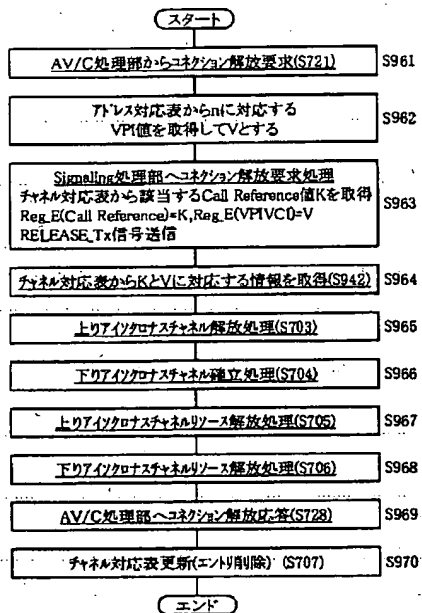 スタート
AV/C処理部からコネクション解放要求(S721)
S961
アドレス対応表からnに対応する
VPI値を取得してVとする
S962
Signaling処理部へコネクション解放要求処理
チャネル対応表から該当するCall Reference値Kを取得
Reg_E(Call Reference)=K,Reg_E(VPIVCI)=V
RELEASE_Tx信号送信
S963
チャネル対応表からKとVに対応する情報を取得(S942)
S964
上りアイソクロナスチャネル解放処理(S703)
S965
下りアイソクロナスチャネル確立処理(S704)
S966
上りアイソクロナスチャネルリソース解放処理(S705)
S967
下りアイソクロナスチャネルリソース解放処理(S706)
S968
AV/C処理部へコネクション解放応答(S728)
S969
チャネル対応表更新(エントリ削除) (S707)
S970
エンド